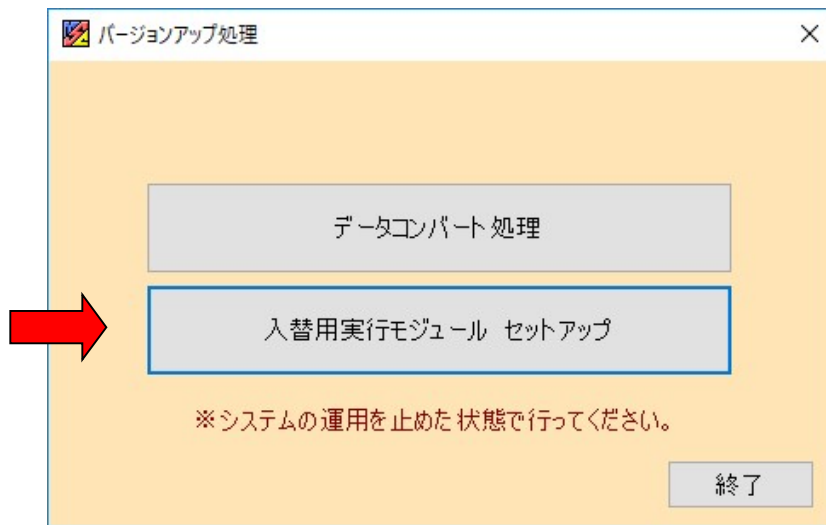 バージョンアップ処理
データコンバート 処理
入替用実行モジュール セットアップ
※システムの運用を止めた状態で行ってください。
終了